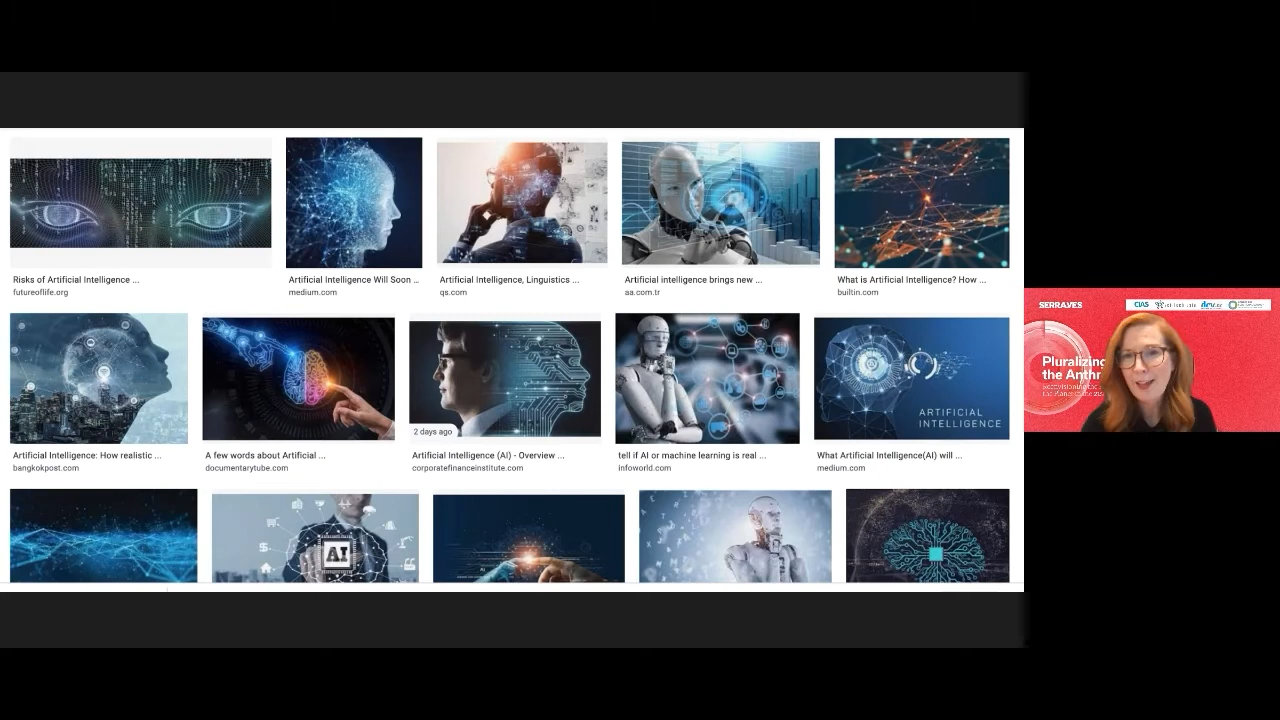 Risks of Artificial Intelligence ...
futureoflife.org
Artificial Intelligence Will Soon ...
medium.com
Artificial Intelligence, Linguistics ...
qs.com
Artificial intelligence brings new ...
aa.com.tr
What is Artificial Intelligence? How ...
builtin.com
SERRALVES
CIAS
Pluralizing
the Anthr
ARTIFICIAL
INTELLIGENCE
2 days ago
Artificial Intelligence: How realistic ...
bangkokpost.com
A few words about Artificial ...
documentarytube.com
Artificial Intelligence (AI) - Overview ...
corporatefinanceinstitute.com
tell if AI or machine learning is real ...
infoworld.com
What Artificial Intelligence(AI) will ...
medium.com
AI